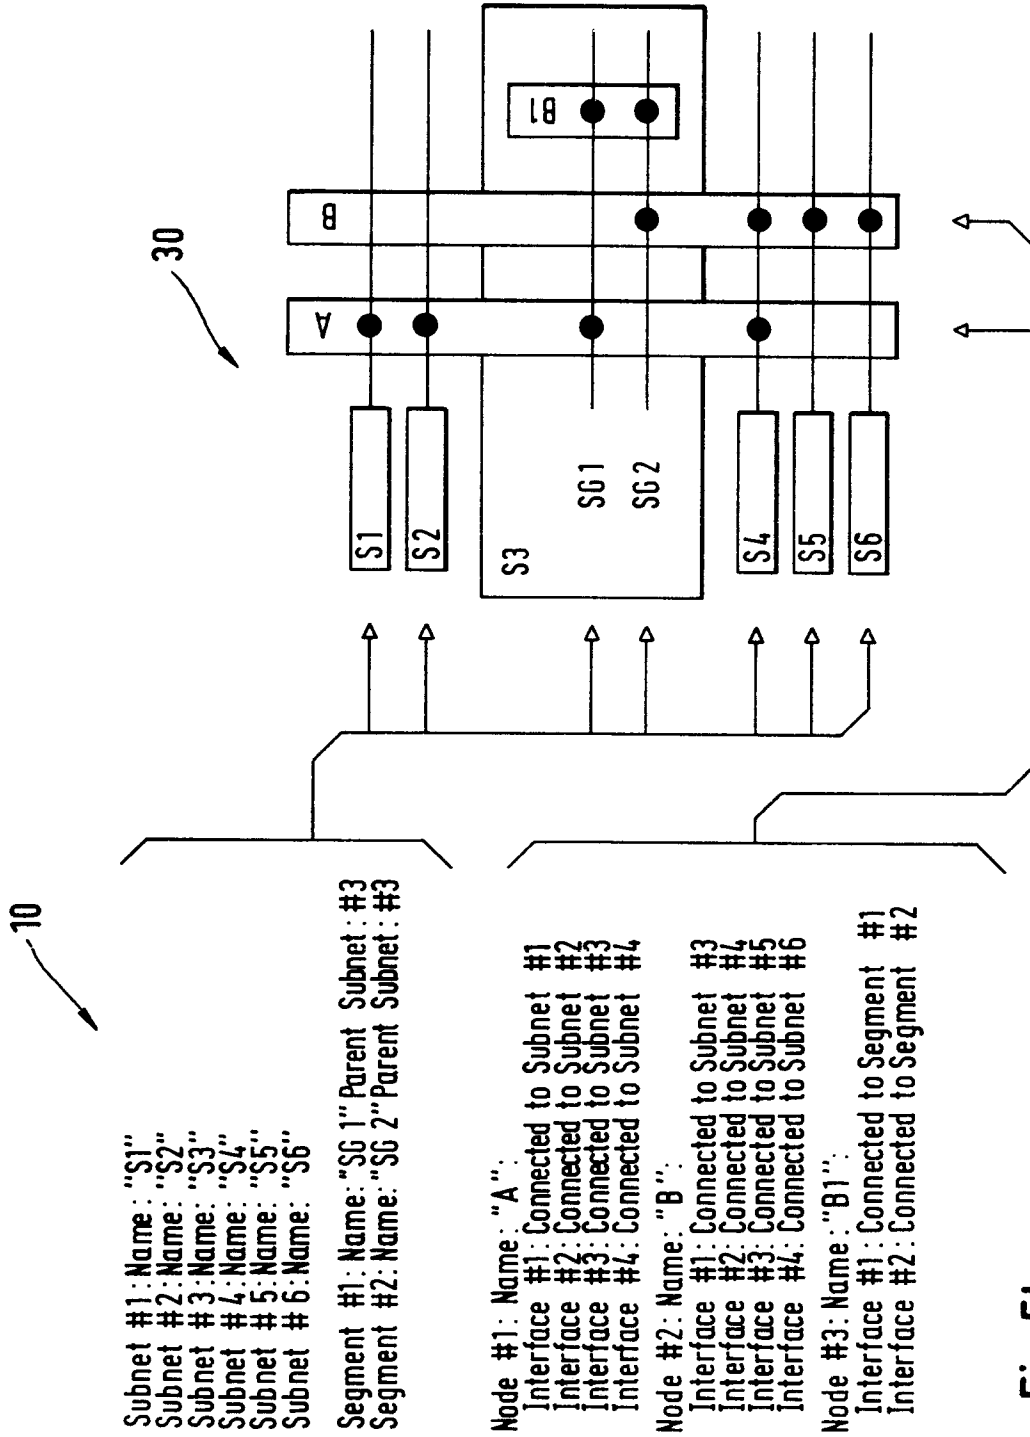 10
Subnet #1: Name: "S1"
Subnet #2: Name: "S2"
Subnet #3: Name: "S3"
Subnet #4: Name: "S4"
Subnet #5: Name: "S5"
Subnet #6: Name: "S6"
Segment #1: Name: "SG 1" Parent Subnet: #3
Segment #2: Name: "SG 2" Parent Subnet: #3
Node #1: Name: "A":
Interface #1: Connected to Subnet #1
Interface #2: Connected to Subnet #2
Interface #3: Connected to Subnet #3
Interface #4: Connected to Subnet #4
Node #2: Name: "B":
Interface #1: Connected to Subnet #3
Interface #2: Connected to Subnet #4
Interface #3: Connected to Subnet #5
Interface #4: Connected to Subnet #6
Node #3: Name: "B1":
Interface #1: Connected to Segment #1
Interface #2: Connected to Segment #2
30
A
B
B1
S1
S2
S3
SG1
SG2
S4
S5
S6